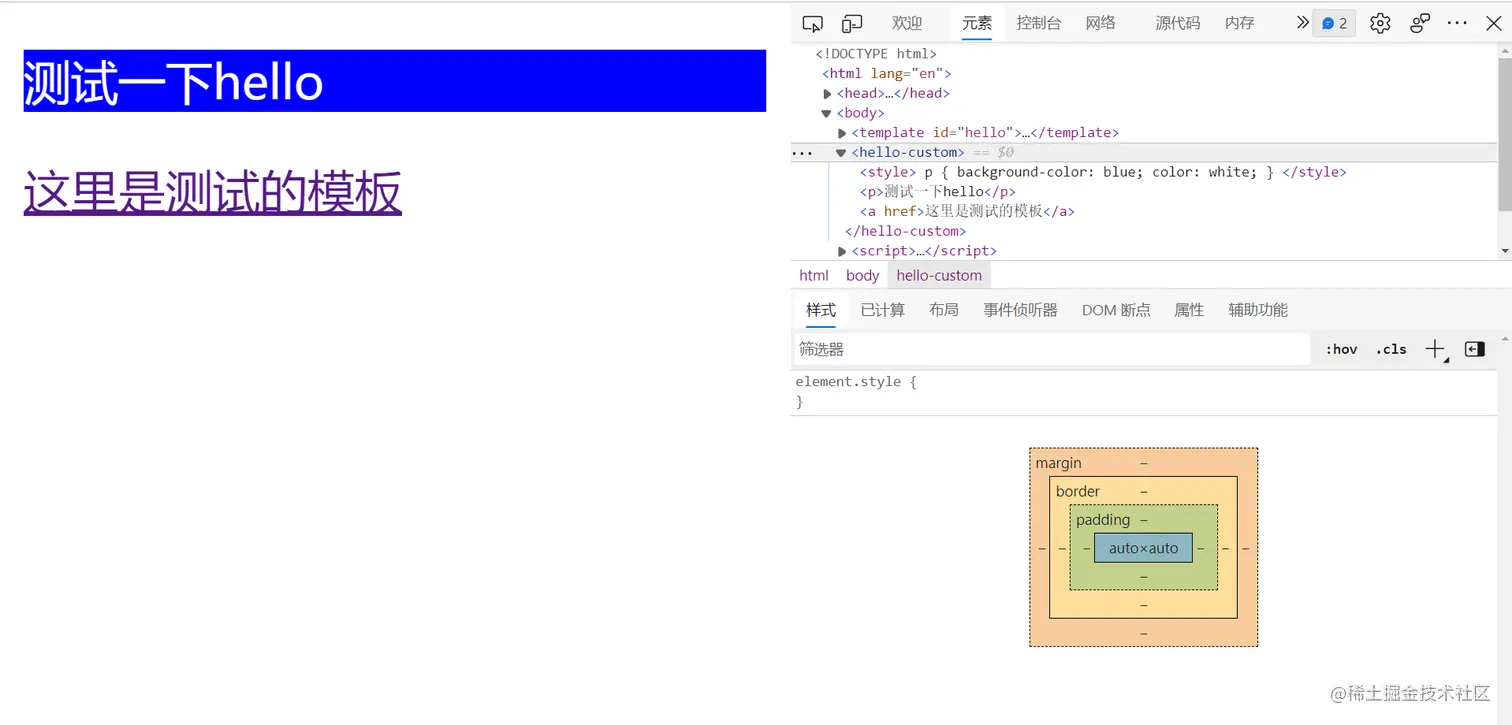 测试一下hello
这里是测试的模板
欢迎 元素 控制台 网络 源代码 内存 2
<!DOCTYPE html>
<html lang="en">
<head>…</head>
<body>
<template id="hello">…</template>
<hello-custom> == $0
<style> p { background-color: blue; color: white; } </style>
<p>测试一下hello</p>
<a href>这里是测试的模板</a>
</hello-custom>
<script>…</script>
html body hello-custom
样式 已计算 布局 事件侦听器 DOM 断点 属性 辅助功能
筛选器 :hov .cls
element.style {
}
margin –
border –
padding –
– – – auto×auto – – –
–
–
–
@稀土掘金技术社区